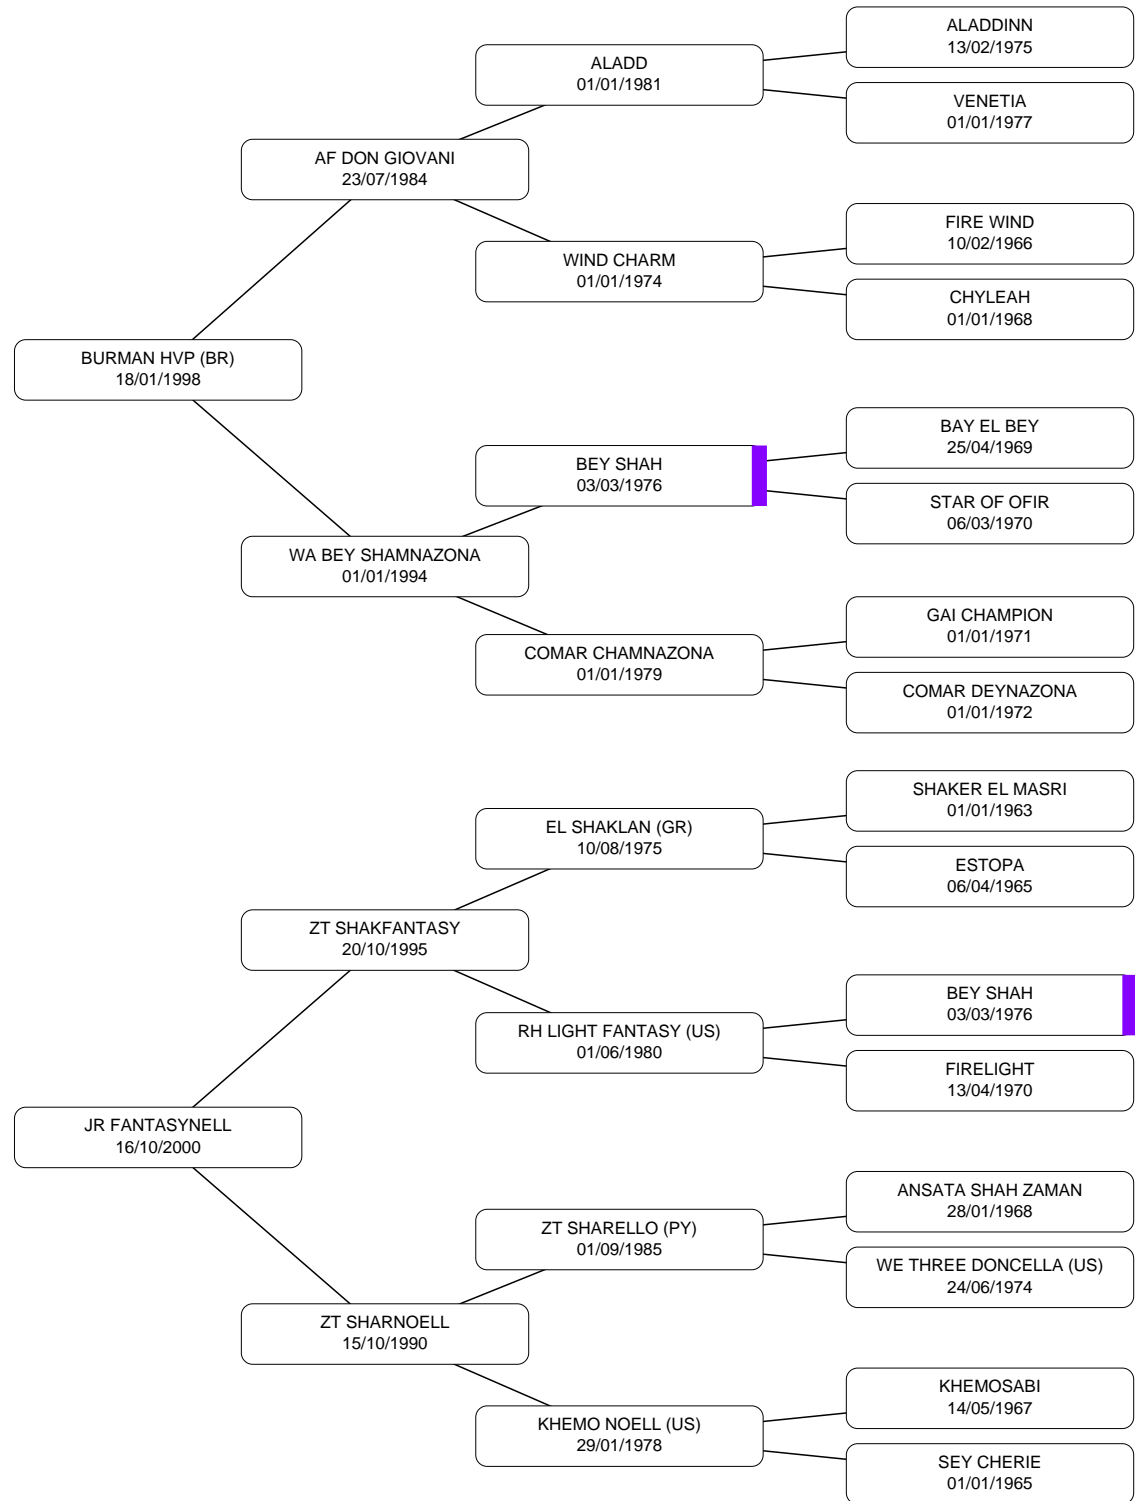 ALADDINN
13/02/1975
ALADD
01/01/1981
VENETIA
01/01/1977
AF DON GIOVANI
23/07/1984
FIRE WIND
10/02/1966
WIND CHARM
01/01/1974
CHYLEAH
01/01/1968
BURMAN HVP (BR)
18/01/1998
BAY EL BEY
25/04/1969
BEY SHAH
03/03/1976
STAR OF OFIR
06/03/1970
WA BEY SHAMNAZONA
01/01/1994
GAI CHAMPION
01/01/1971
COMAR CHAMNAZONA
01/01/1979
COMAR DEYNAZONA
01/01/1972
SHAKER EL MASRI
01/01/1963
EL SHAKLAN (GR)
10/08/1975
ESTOPA
06/04/1965
ZT SHAKFANTASY
20/10/1995
BEY SHAH
03/03/1976
RH LIGHT FANTASY (US)
01/06/1980
FIRELIGHT
13/04/1970
JR FANTASYNELL
16/10/2000
ANSATA SHAH ZAMAN
28/01/1968
ZT SHARELLO (PY)
01/09/1985
WE THREE DONCELLA (US)
24/06/1974
ZT SHARNOELL
15/10/1990
KHEMOSABI
14/05/1967
KHEMO NOELL (US)
29/01/1978
SEY CHERIE
01/01/1965